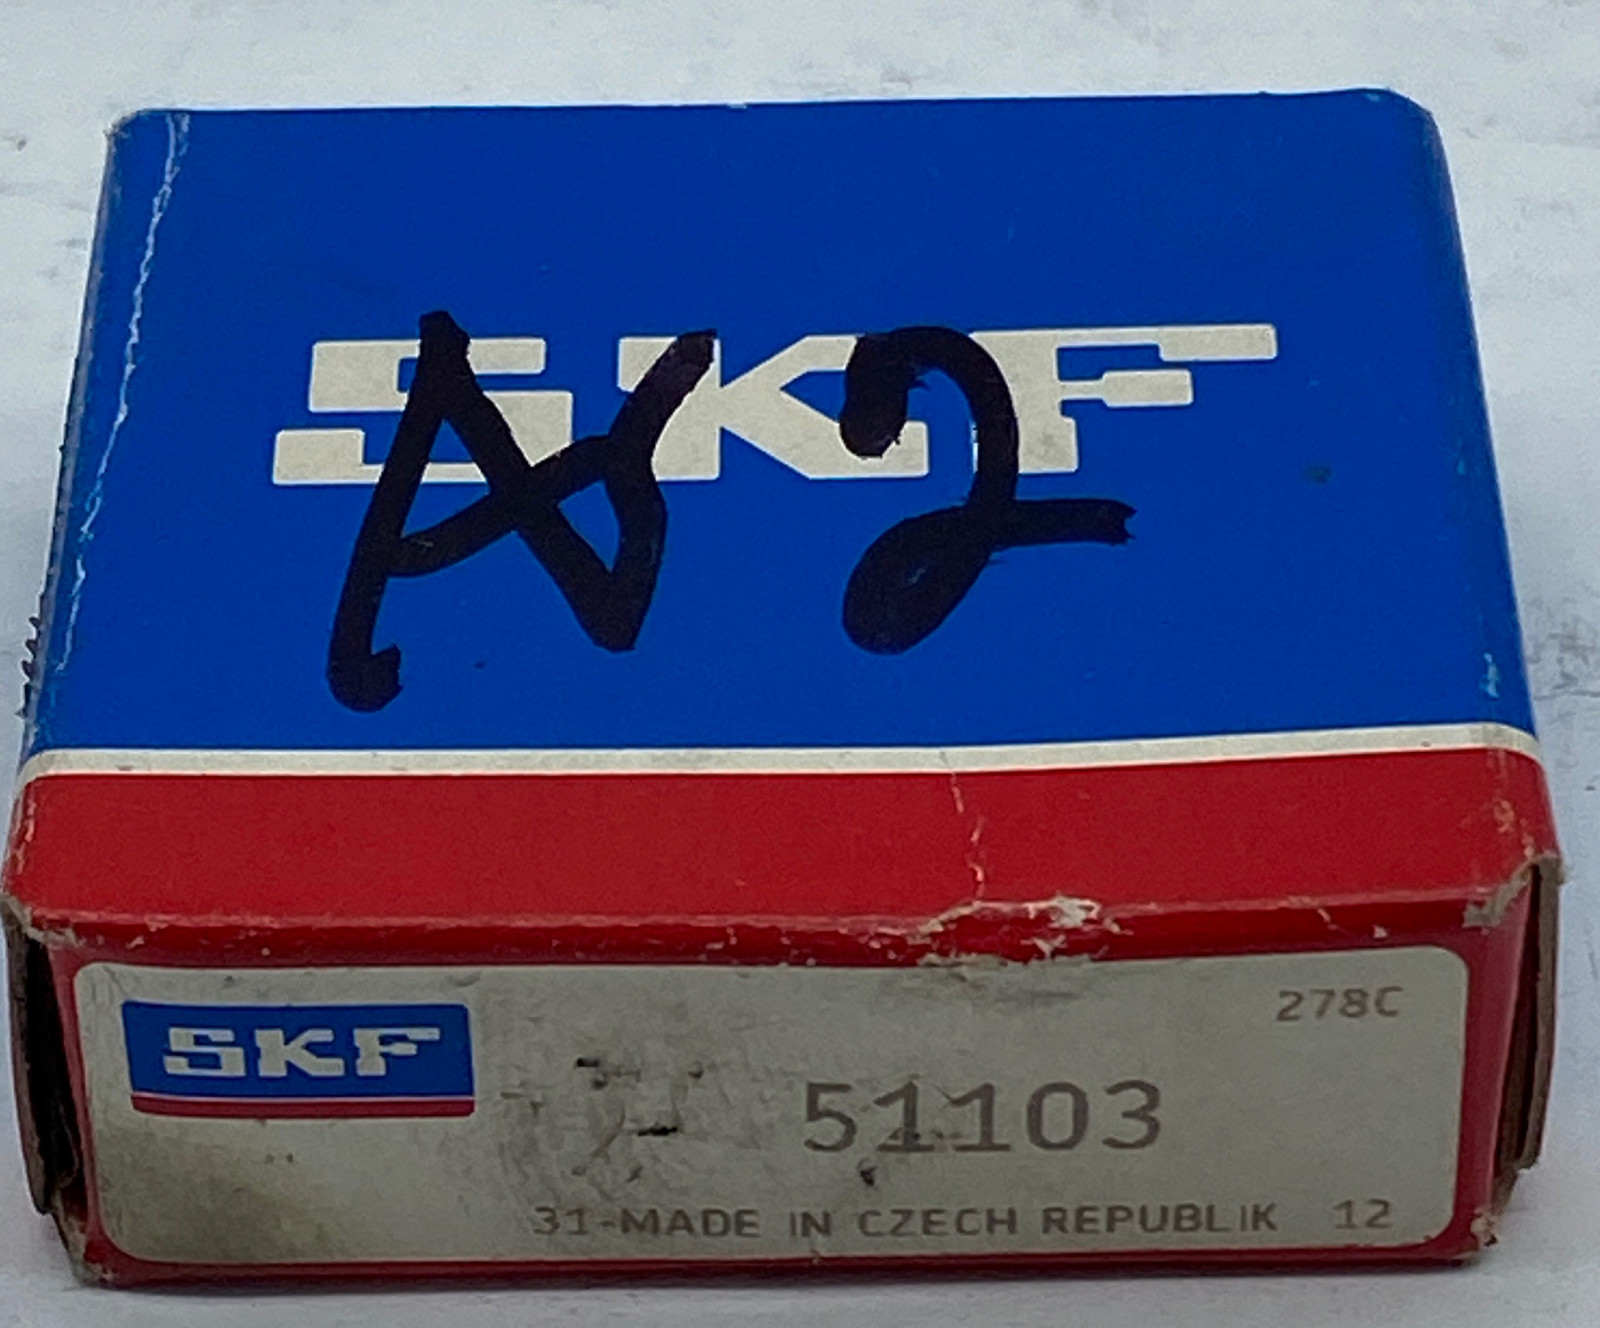 SKF
SKF
278C
51103
31-MADE IN CZECH REPUBLIK 12